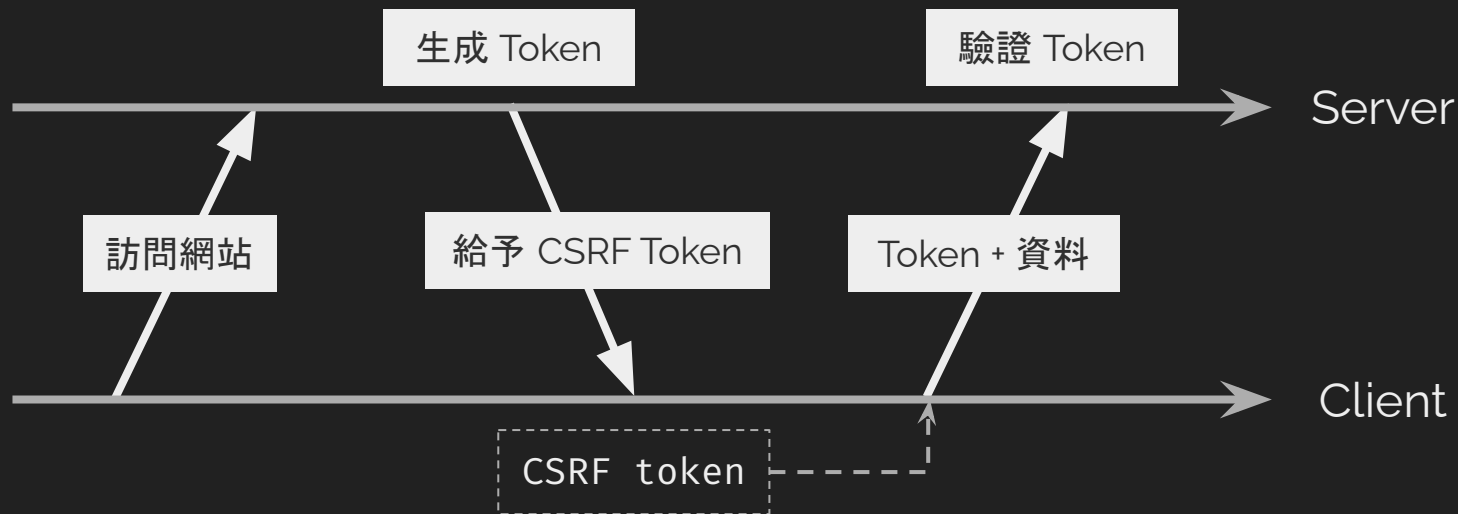 生成 Token
驗證 Token
Server
訪問網站
給予 CSRF Token
Token + 資料
Client
CSRF token